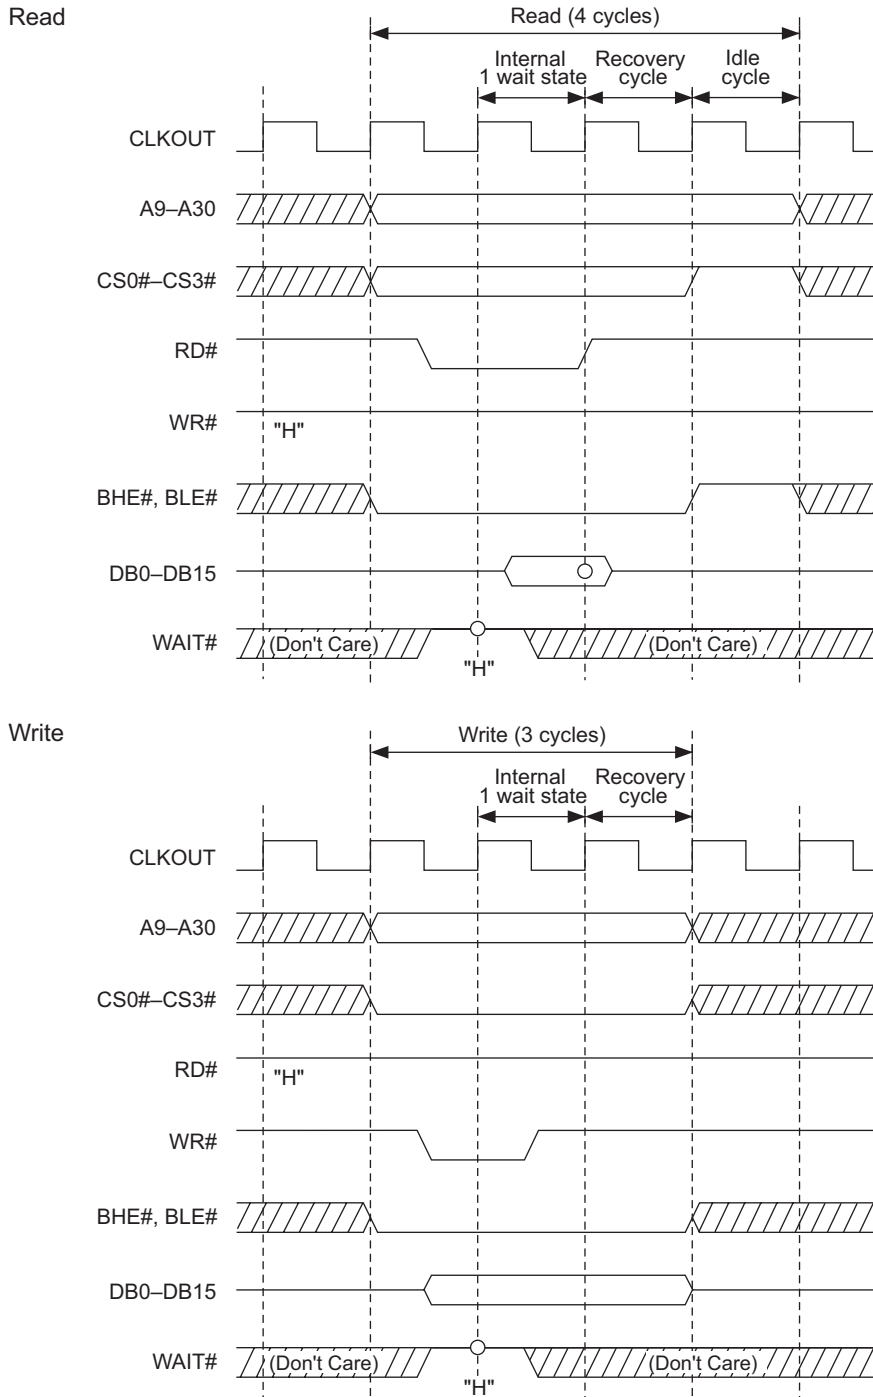 Read
Read (4 cycles)
Internal
1 wait state
Recovery
cycle
Idle
cycle
CLKOUT
A9–A30
CS0#–CS3#
RD#
WR#
"H"
BHE#, BLE#
DB0–DB15
WAIT#
(Don't Care)
(Don't Care)
"H"
Write
Write (3 cycles)
Internal
1 wait state
Recovery
cycle
CLKOUT
A9–A30
CS0#–CS3#
RD#
"H"
WR#
BHE#, BLE#
DB0–DB15
WAIT#
(Don't Care)
(Don't Care)
"H"